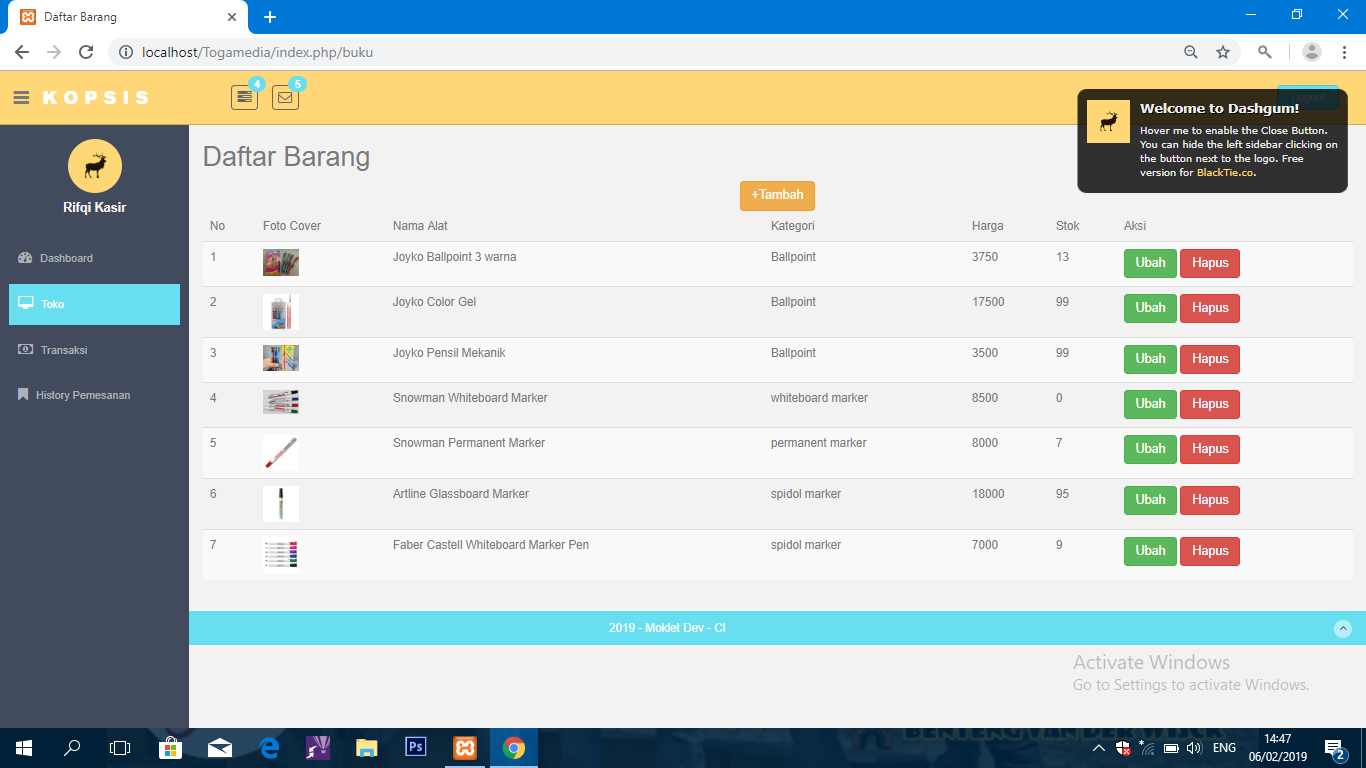 Daftar Barang
localhost/Togamedia/index.php/buku
KOPSIS
4
5
Welcome to Dashgum!
Hover me to enable the Close Button.
You can hide the left sidebar clicking on
the button next to the logo. Free
version for BlackTie.co.
Rifqi Kasir
Dashboard
Toko
Transaksi
History Pemesanan
Daftar Barang
+Tambah
No Foto Cover Nama Alat Kategori Harga Stok Aksi
1 Joyko Ballpoint 3 warna Ballpoint 3750 13 Ubah Hapus
2 Joyko Color Gel Ballpoint 17500 99 Ubah Hapus
3 Joyko Pensil Mekanik Ballpoint 3500 99 Ubah Hapus
4 Snowman Whiteboard Marker whiteboard marker 8500 0 Ubah Hapus
5 Snowman Permanent Marker permanent marker 8000 7 Ubah Hapus
6 Artline Glassboard Marker spidol marker 18000 95 Ubah Hapus
7 Faber Castell Whiteboard Marker Pen spidol marker 7000 9 Ubah Hapus
2019 - Moklet Dev - CI
Activate Windows
Go to Settings to activate Windows.
Ps
ENG
14:47
06/02/2019
2